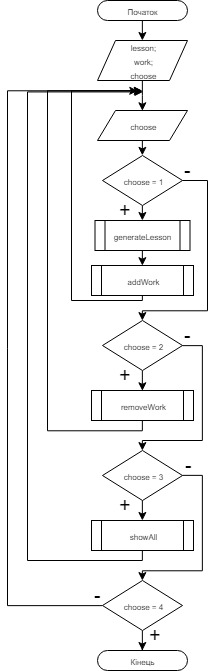 Початок
lesson;
work;
choose
choose
choose = 1
-
+
generateLesson
addWork
choose = 2
-
+
removeWork
choose = 3
-
+
showAll
-
choose = 4
+
Кінець